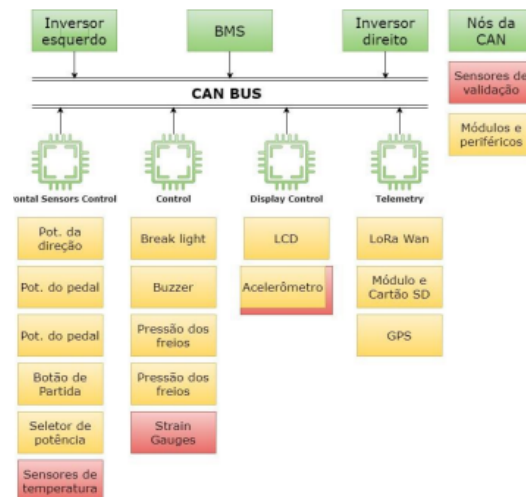 Inversor
esquerdo
BMS
Inversor
direito
Nós da
CAN
Sensores de
validação
Módulos e
periféricos
CAN BUS
rontal Sensors Control
Control
Display Control
Telemetry
Pot. da
direção
Pot. do pedal
Pot. do pedal
Botão de
Partida
Seletor de
potência
Sensores de
temperatura
Break light
Buzzer
Pressão dos
freios
Pressão dos
freios
Strain
Gauges
LCD
Acelerômetro
LoRa Wan
Módulo e
Cartão SD
GPS